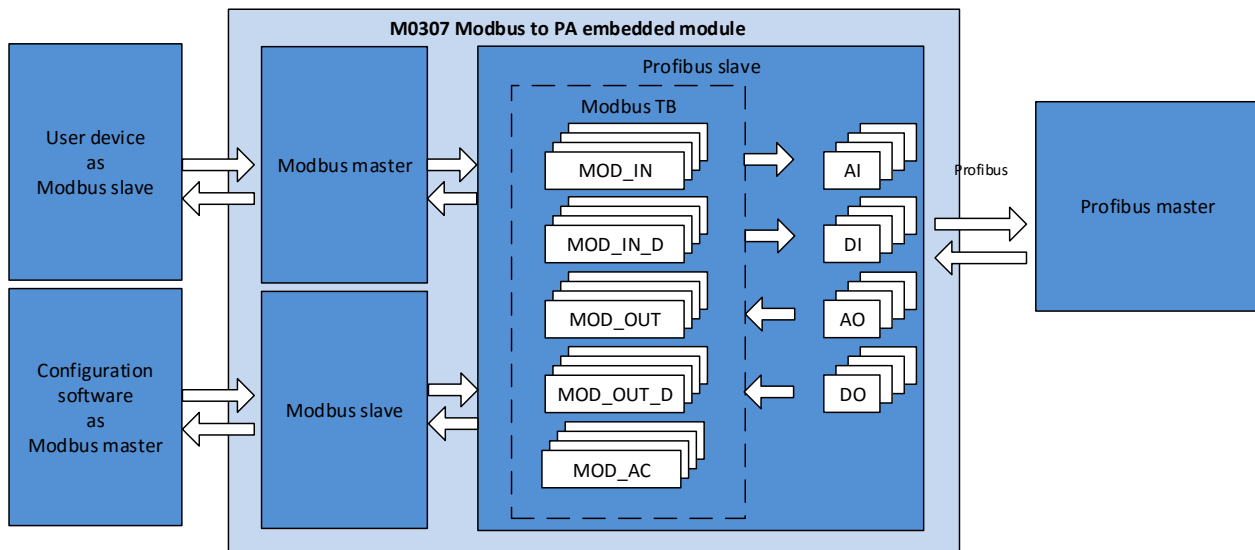 M0307 Modbus to PA embedded module
User device
as
Modbus slave
Modbus master
Profibus slave
Modbus TB
MOD_IN
MOD_IN_D
MOD_OUT
MOD_OUT_D
MOD_AC
AI
DI
AO
DO
Profibus
Profibus master
Configuration
software
as
Modbus master
Modbus slave